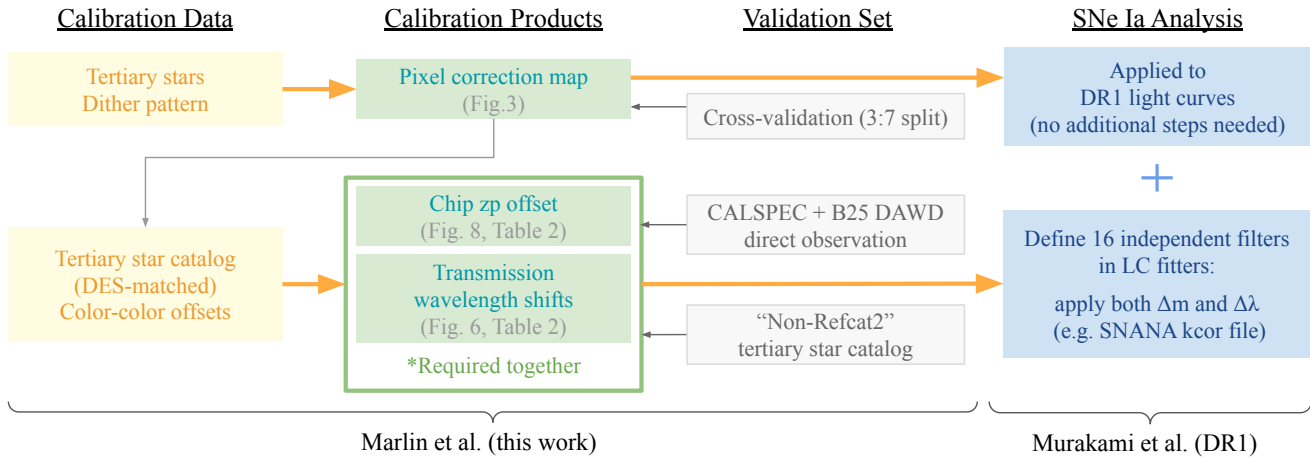 Calibration Data
Calibration Products
Validation Set
SNe Ia Analysis
Tertiary stars
Dither pattern
Pixel correction map
(Fig.3)
Cross-validation (3:7 split)
Applied to
DR1 light curves
(no additional steps needed)
+
Tertiary star catalog
(DES-matched)
Color-color offsets
Chip zp offset
(Fig. 8, Table 2)
Transmission
wavelength shifts
(Fig. 6, Table 2)
*Required together
CALSPEC + B25 DAWD
direct observation
“Non-Refcat2”
tertiary star catalog
Define 16 independent filters
in LC fitters:
apply both Δm and Δλ
(e.g. SNANA kcor file)
Marlin et al. (this work)
Murakami et al. (DR1)